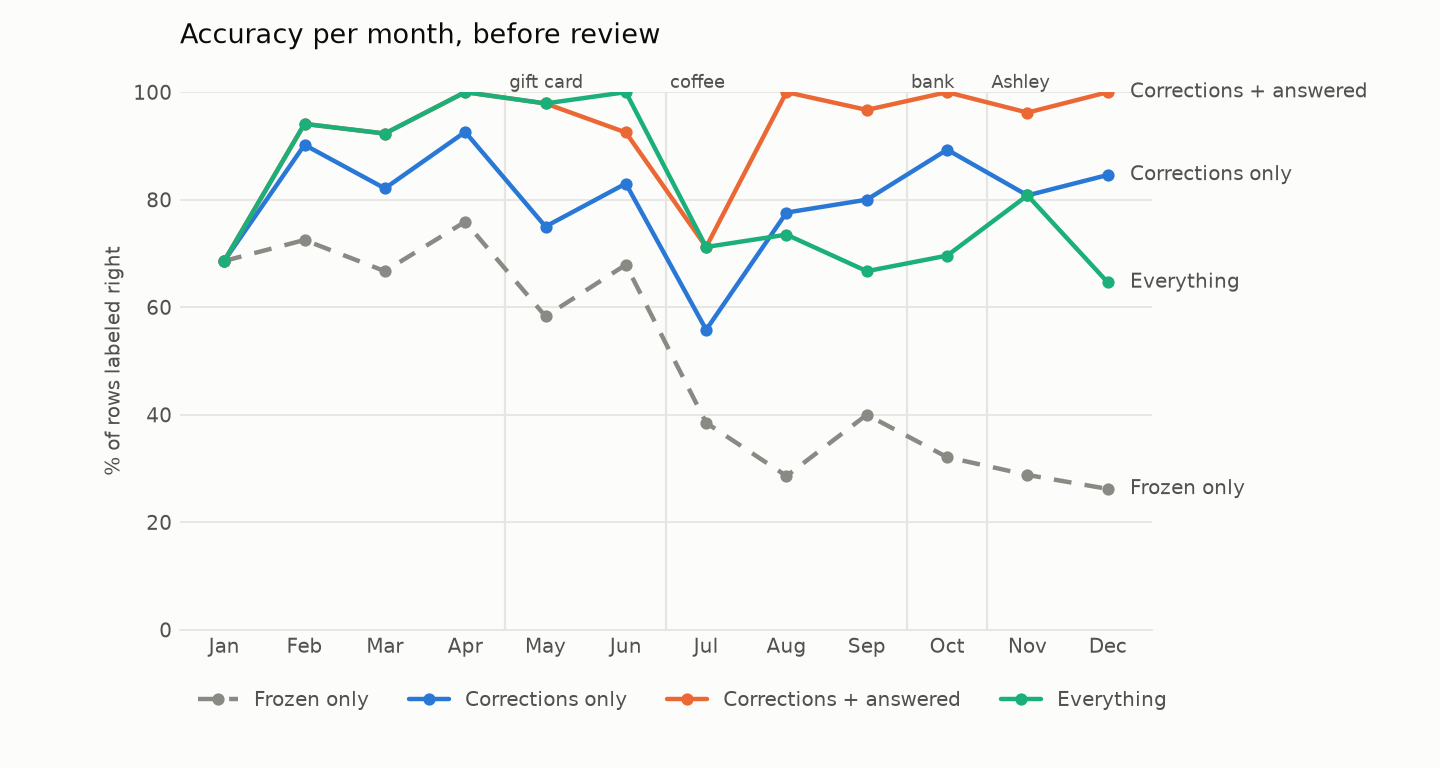 Accuracy per month, before review
gift card
coffee
bank
Ashley
100
80
60
40
20
0
% of rows labeled right
Corrections + answered
Corrections only
Everything
Frozen only
Jan Feb Mar Apr May Jun Jul Aug Sep Oct Nov Dec
Frozen only Corrections only Corrections + answered Everything